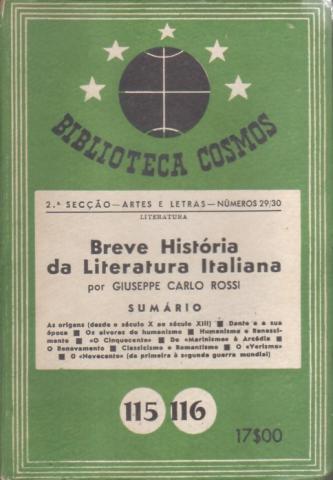 BIBLIOTECA COSMOS
2.ª SECÇÃO — ARTES E LETRAS — NÚMEROS 29/30
LITERATURA
Breve História
da Literatura Italiana
por GIUSEPPE CARLO ROSSI
SUMÁRIO
As origens (desde o século X ao século XIII) ■ Dante e a sua
época ■ Os alvores do humanismo ■ Humanismo e Renasci-
mento ■ «O Cinquecento» ■ Do «Marinismo» à Arcádia ■
O Renovamento ■ Classicismo e Romantismo ■ O «Verismo»
■ O «Novecento» (da primeira à segunda guerra mundial)
115 116
17$00